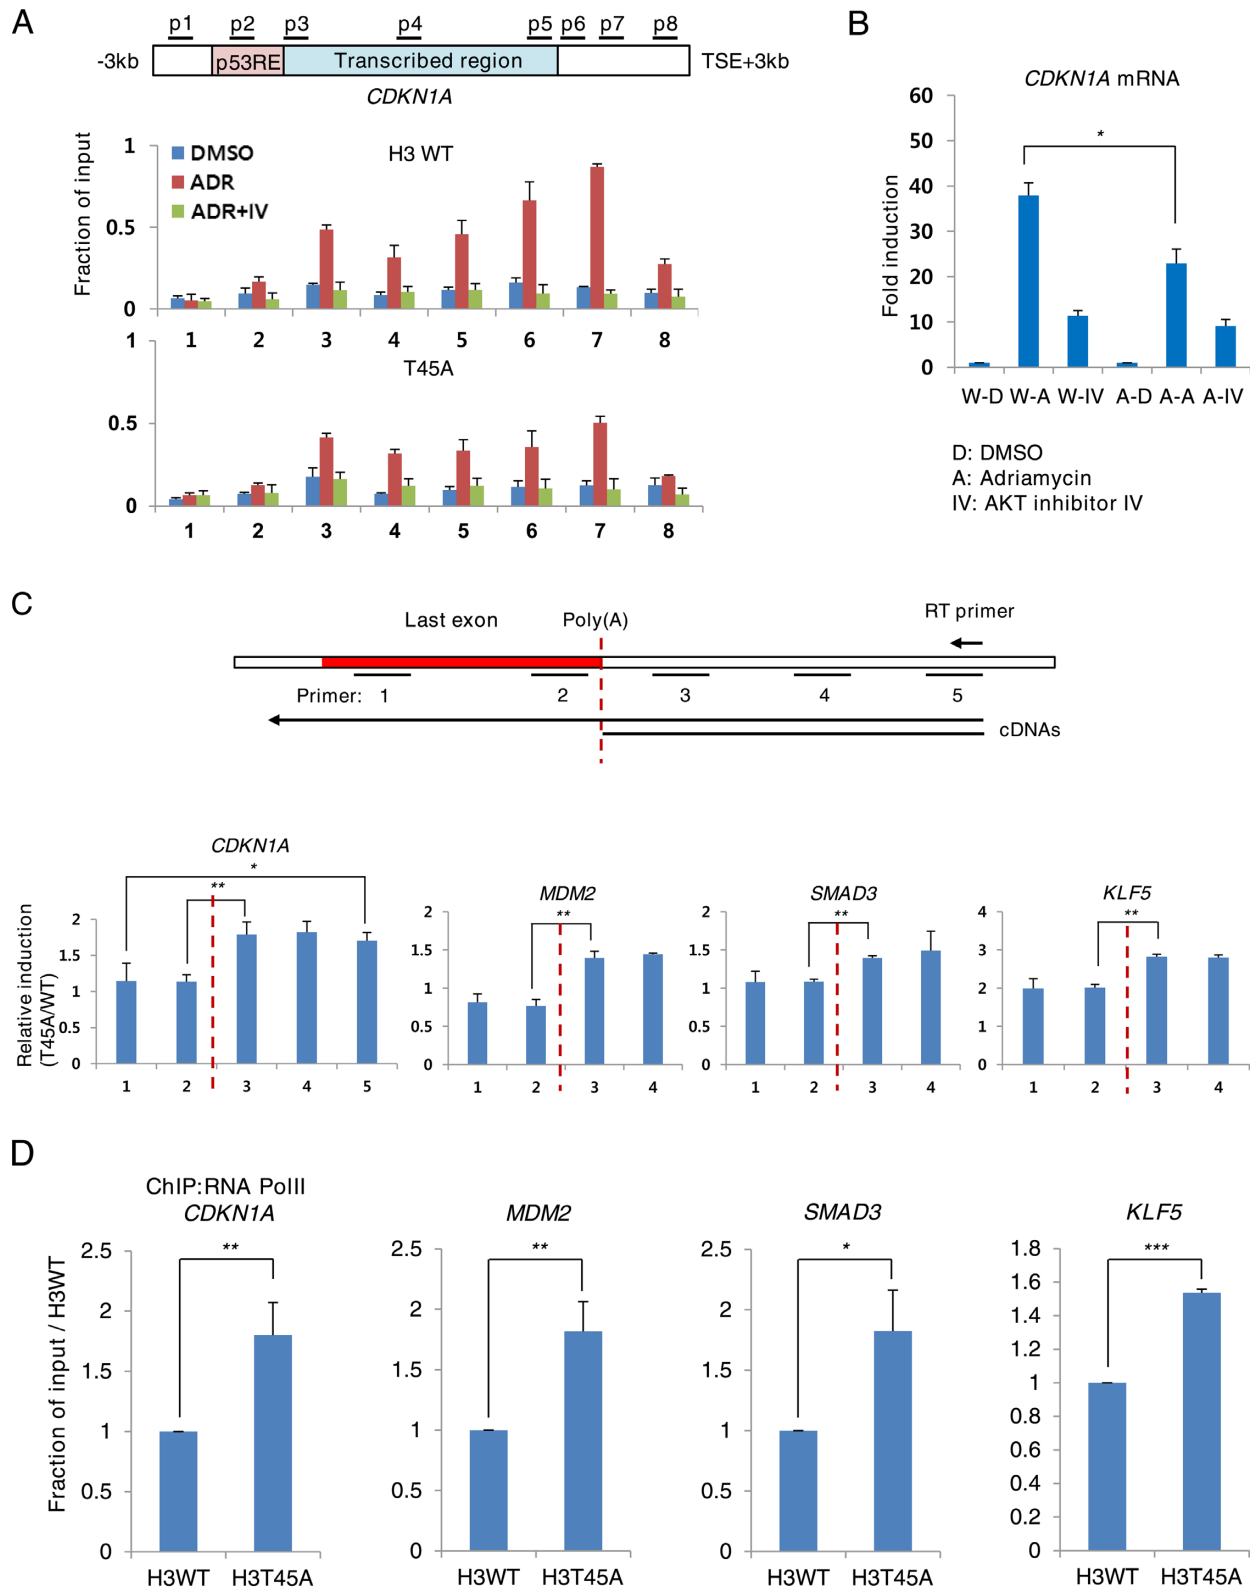 A
p1 p2 p3 p4 p5 p6 p7 p8
-3kb p53RE Transcribed region TSE+3kb
CDKN1A
Fraction of input
1
0.5
0
DMSO
ADR
ADR+IV
H3 WT
1 2 3 4 5 6 7 8
1
0.5
0
T45A
1 2 3 4 5 6 7 8
B
CDKN1A mRNA
Fold induction
60
50
40
30
20
10
0
*
W-D W-A W-IV A-D A-A A-IV
D: DMSO
A: Adriamycin
IV: AKT inhibitor IV
C
Last exon Poly(A) RT primer
Primer: 1 2 3 4 5
cDNAs
Relative induction
(T45A/WT)
CDKN1A
*
**
2
1.5
1
0.5
0
1 2 3 4 5
MDM2
**
2
1.5
1
0.5
0
1 2 3 4
SMAD3
**
2
1.5
1
0.5
0
1 2 3 4
KLF5
**
4
3
2
1
0
1 2 3 4
D
Fraction of input / H3WT
ChIP:RNA PolII
CDKN1A
**
2.5
2
1.5
1
0.5
0
H3WT H3T45A
MDM2
**
2.5
2
1.5
1
0.5
0
H3WT H3T45A
SMAD3
*
2.5
2
1.5
1
0.5
0
H3WT H3T45A
KLF5
***
1.8
1.6
1.4
1.2
1
0.8
0.6
0.4
0.2
0
H3WT H3T45A